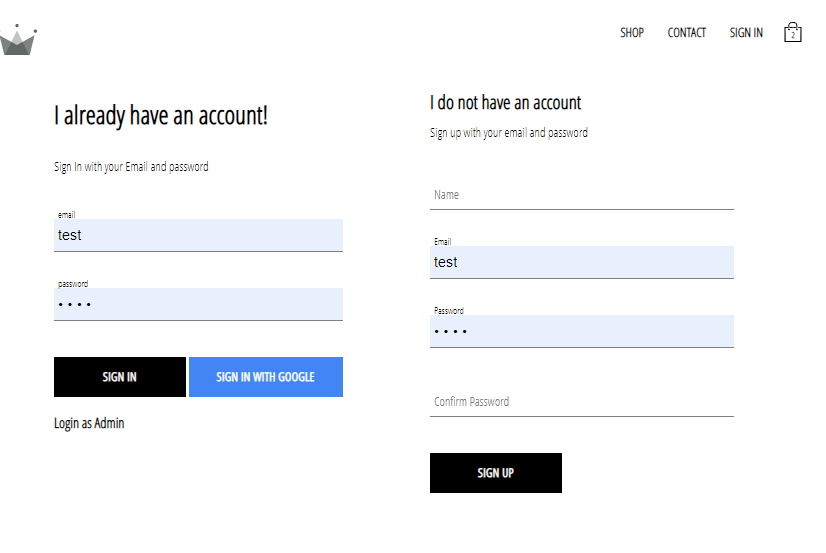 SHOP CONTACT SIGN IN 2
I already have an account!
Sign In with your Email and password
email
test
password
••••
SIGN IN SIGN IN WITH GOOGLE
Login as Admin
I do not have an account
Sign up with your email and password
Name
Email
test
Password
••••
Confirm Password
SIGN UP